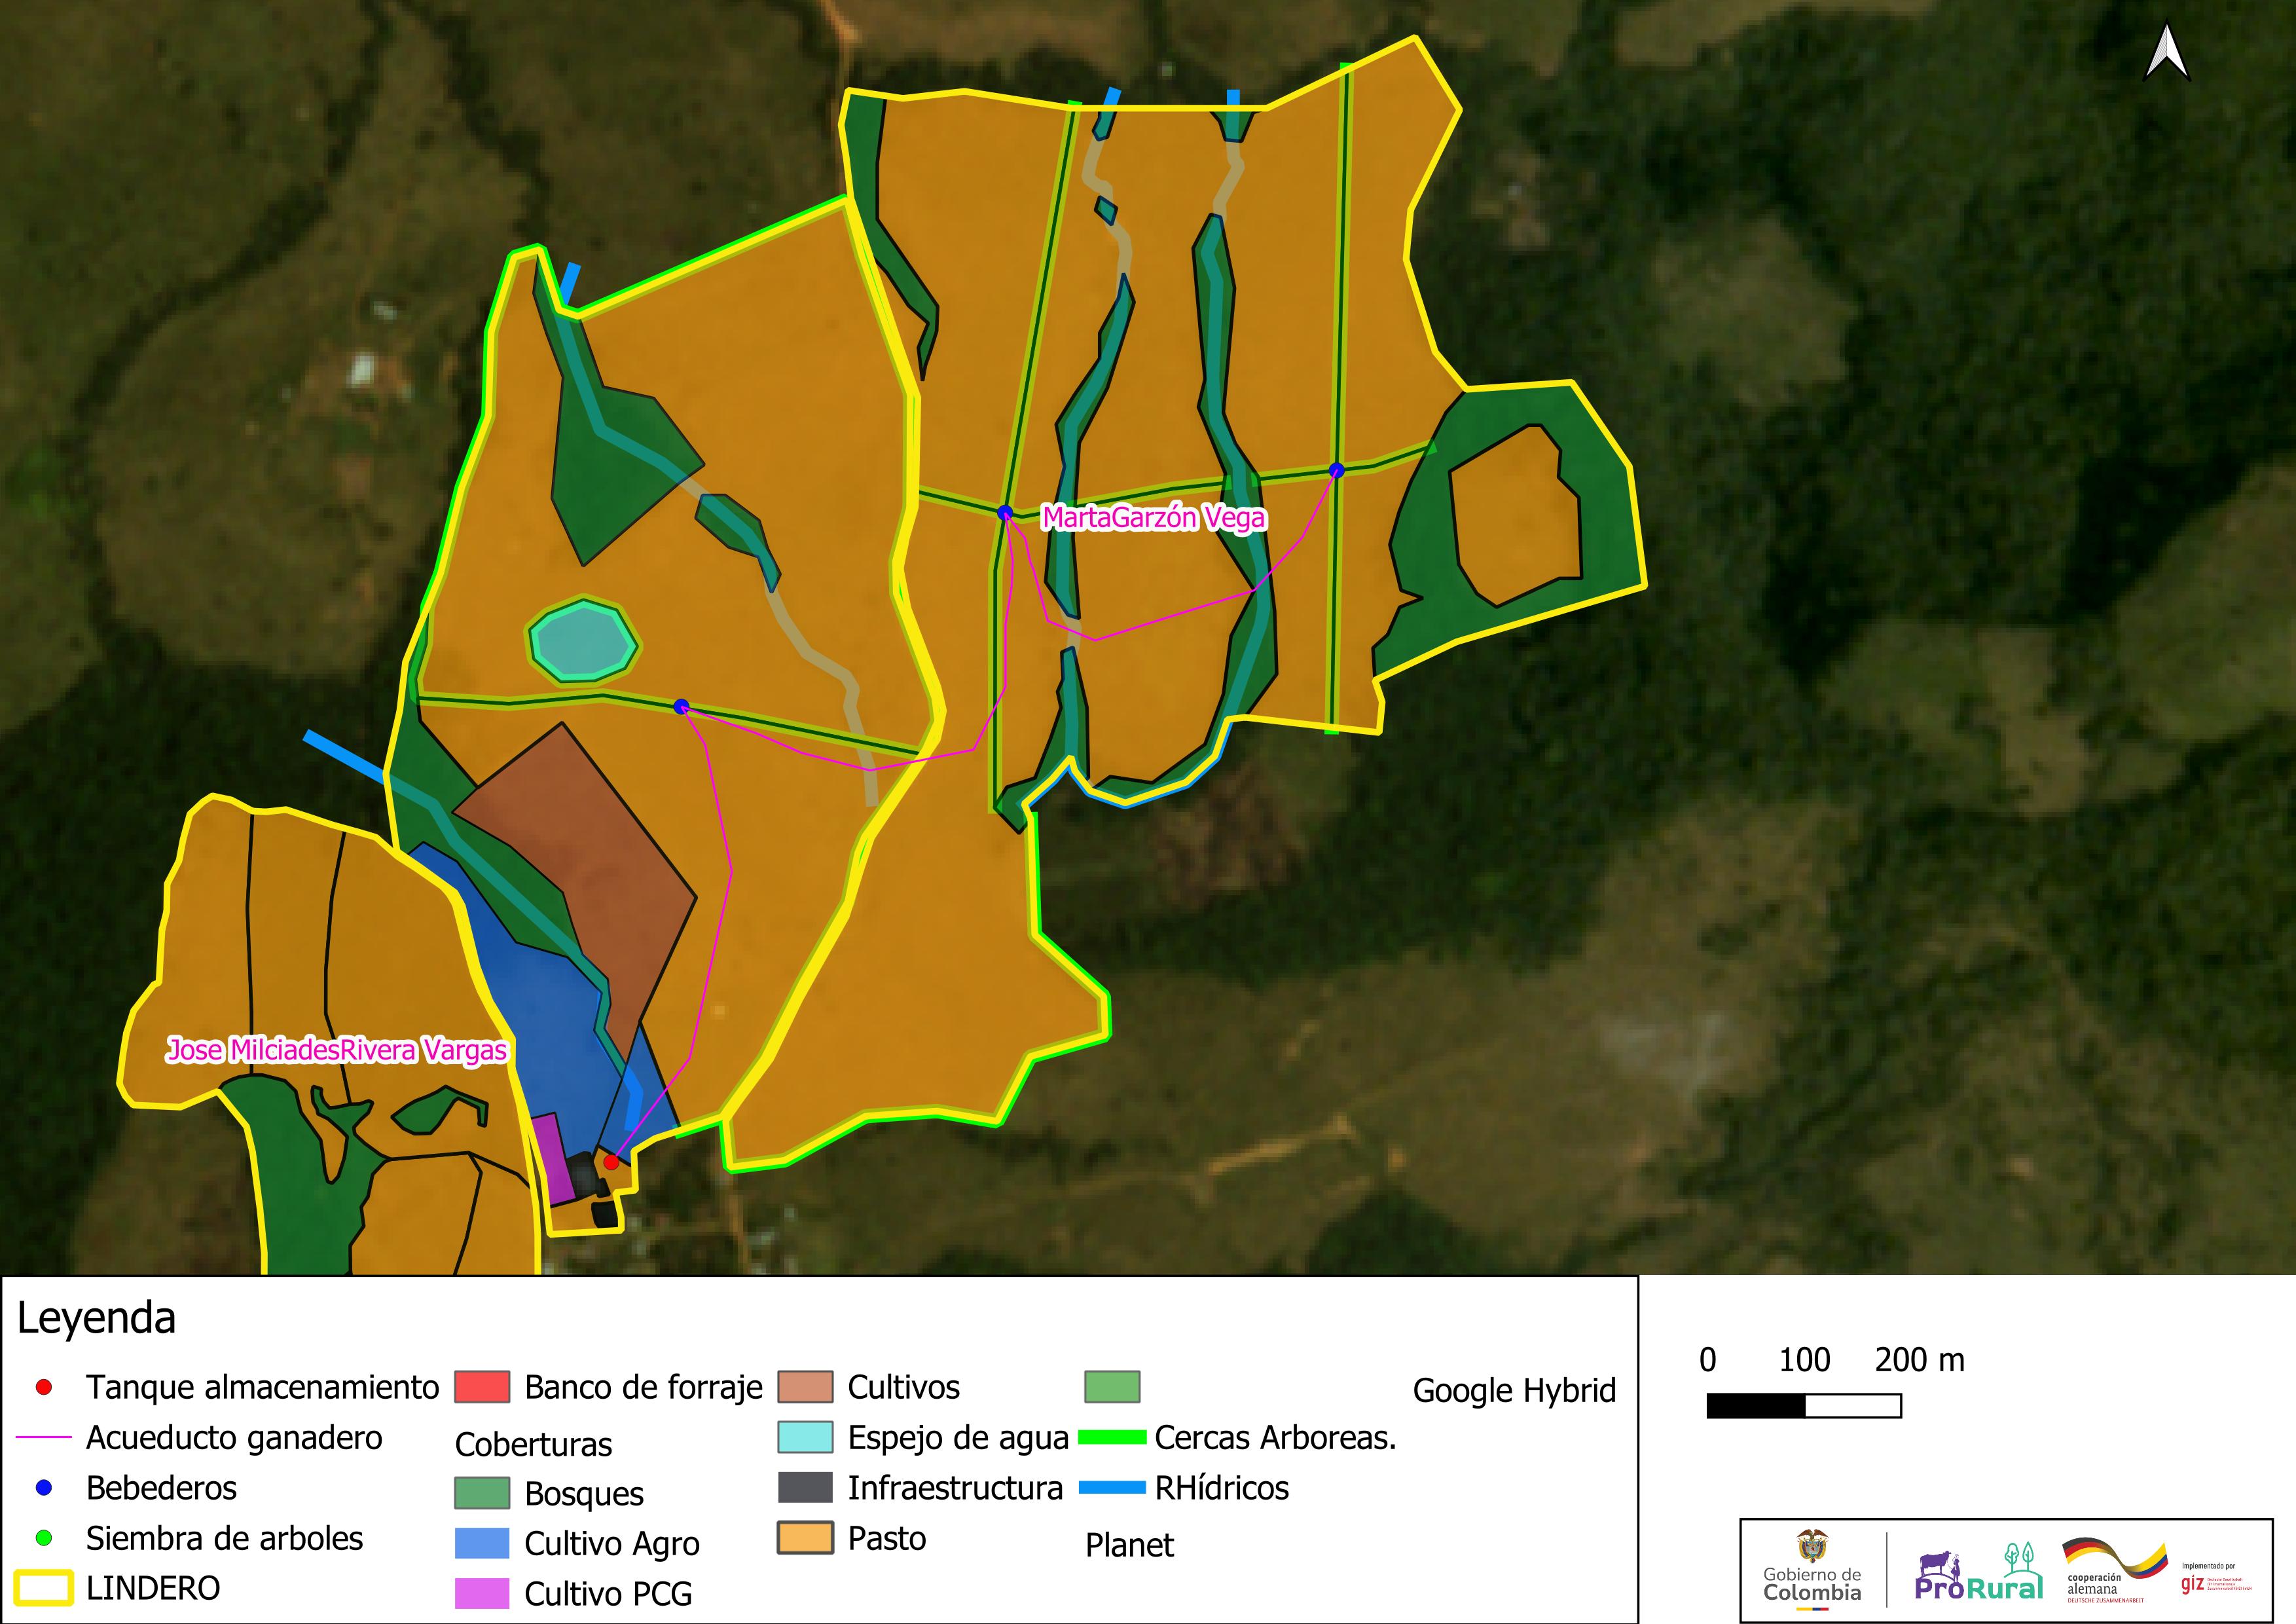 MartaGarzón Vega
Jose MilciadesRivera Vargas
Leyenda
Tanque almacenamiento
Acueducto ganadero
Bebederos
Siembra de arboles
LINDERO
Banco de forraje
Coberturas
Bosques
Cultivo Agro
Cultivo PCG
Cultivos
Espejo de agua
Infraestructura
Pasto
Cercas Arboreas.
RHídricos
Planet
Google Hybrid
0 100 200 m
Gobierno de
Colombia
ProRural
cooperación
alemana
DEUTSCHE ZUSAMMENARBEIT
Implementado por
giz